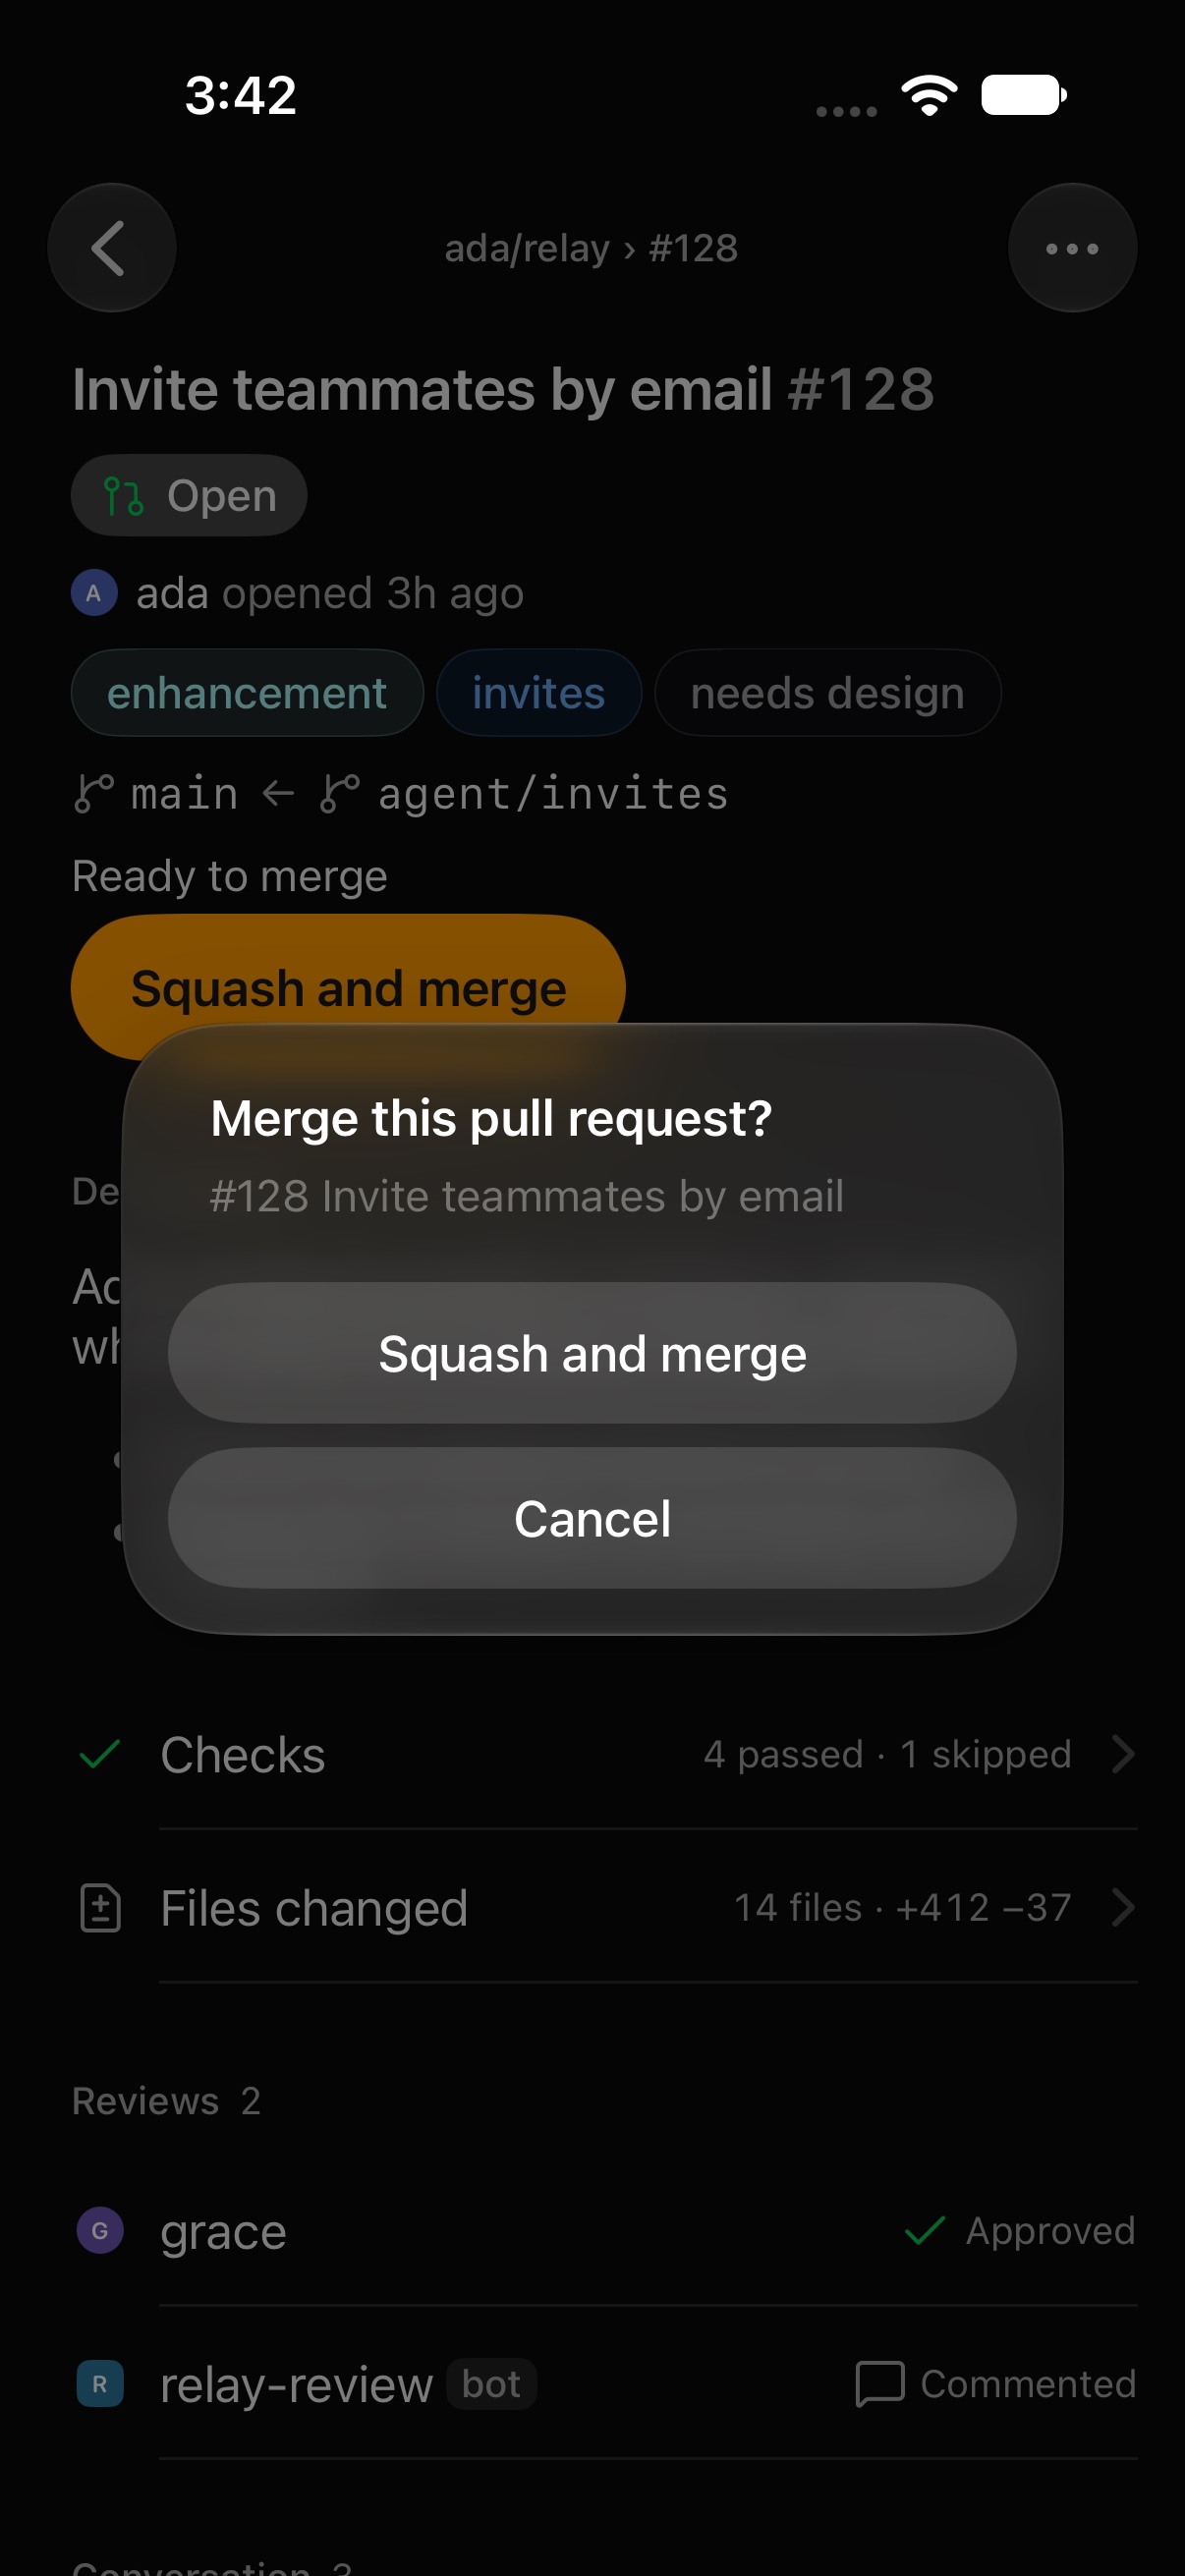 3:42
ada/relay › #128
Invite teammates by email #128
Open
A ada opened 3h ago
enhancement invites needs design
main ← agent/invites
Ready to merge
Squash and merge
Merge this pull request?
#128 Invite teammates by email
Squash and merge
Cancel
Checks 4 passed · 1 skipped
Files changed 14 files · +412 −37
Reviews 2
G grace Approved
R relay-review bot Commented
Conversation 3